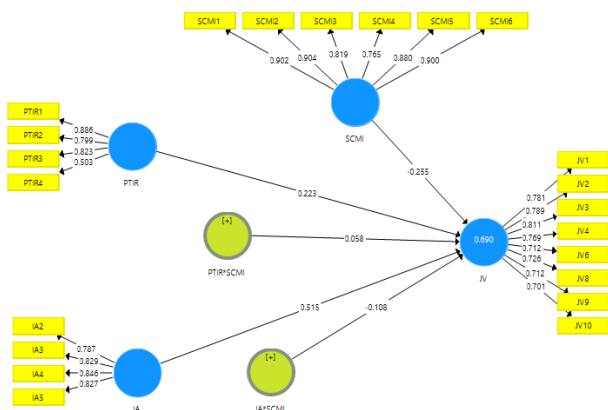 SCMI1 SCMI2 SCMI3 SCMI4 SCMI5 SCMI6
0.902 0.904 0.819 0.765 0.880 0.900
SCMI
PTIR1
PTIR2
PTIR3
PTIR4
0.886
0.799
0.823
0.503
PTIR
0.223
-0.255
[+]
PTIR*SCMI
0.058
JV1
JV2
JV3
JV4
JV6
JV8
JV9
JV10
0.781
0.789
0.811
0.769
0.712
0.726
0.712
0.701
0.690
JV
IA2
IA3
IA4
IA5
0.787
0.829
0.846
0.827
IA
0.515
-0.108
[+]
IA*SCMI